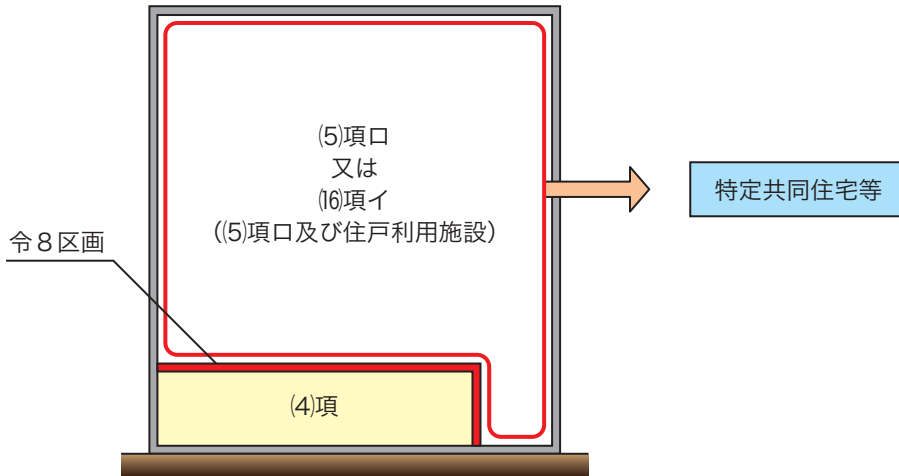 ⑸項ロ
又は
⒃項イ
（⑸項ロ及び住戸利用施設）
特定共同住宅等
令８区画
⑷項